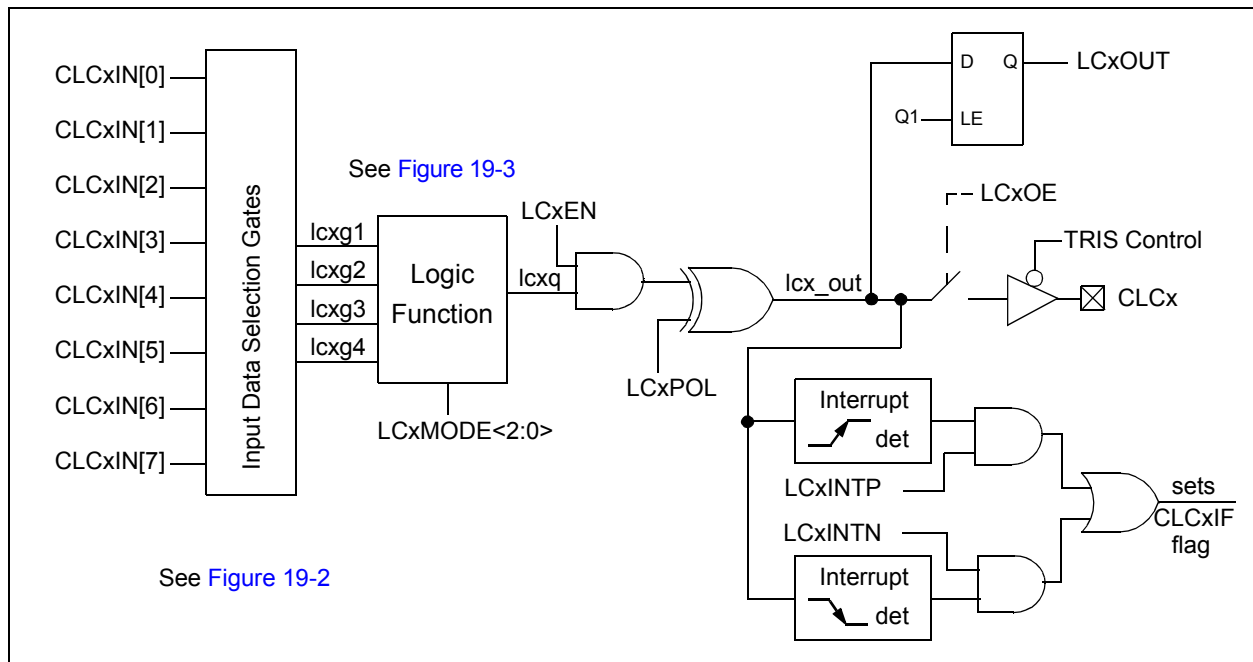 CLCxIN[0]
CLCxIN[1]
CLCxIN[2]
CLCxIN[3]
CLCxIN[4]
CLCxIN[5]
CLCxIN[6]
CLCxIN[7]
Input Data Selection Gates
See Figure 19-2
See Figure 19-3
lcxg1
lcxg2
lcxg3
lcxg4
Logic
Function
LCxMODE<2:0>
LCxEN
lcxq
LCxPOL
lcx_out
D
Q
LCxOUT
Q1
LE
LCxOE
TRIS Control
CLCx
Interrupt
det
LCxINTP
LCxINTN
Interrupt
det
sets
CLCxIF
flag